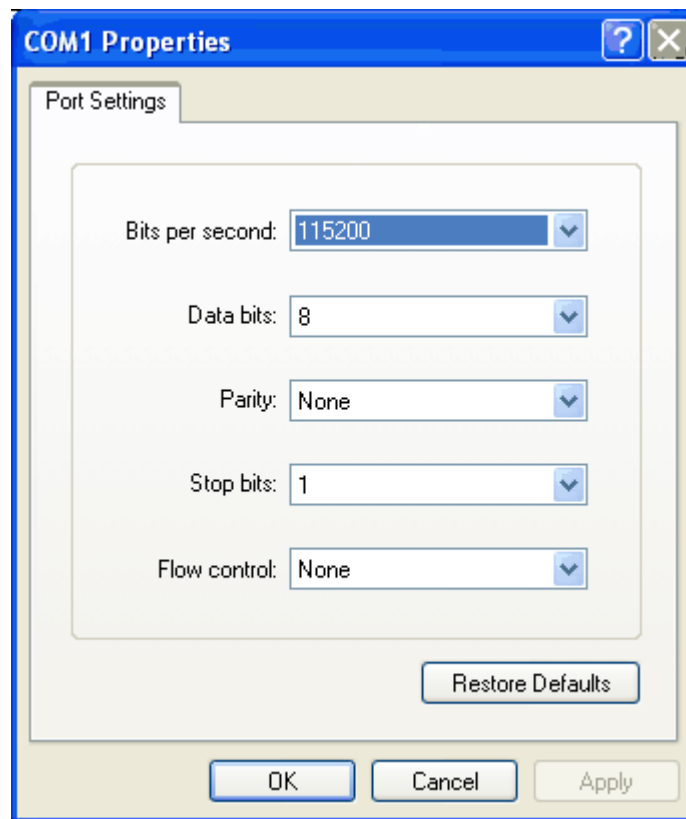 COM1 Properties
Port Settings
Bits per second: 115200
Data bits: 8
Parity: None
Stop bits: 1
Flow control: None
Restore Defaults
OK Cancel Apply